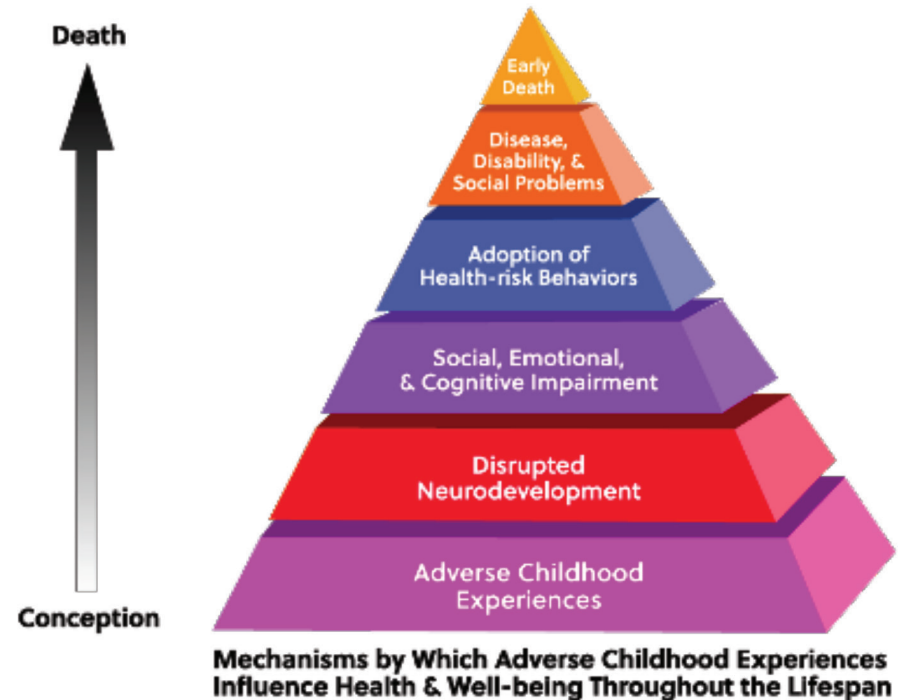 Death
Early
Death
Disease,
Disability, &
Social Problems
Adoption of
Health-risk Behaviors
Social, Emotional,
& Cognitive Impairment
Disrupted
Neurodevelopment
Adverse Childhood
Experiences
Conception
Mechanisms by Which Adverse Childhood Experiences
Influence Health & Well-being Throughout the Lifespan